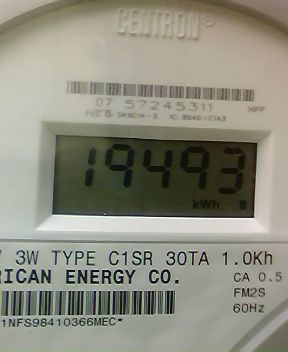 CENTRON®
07 57245311
19493
kWh
3W TYPE C1SR 30TA 1.0Kh
RICAN ENERGY CO.
CA 0.5
FM2S
60Hz
1NFS98410366MEC*